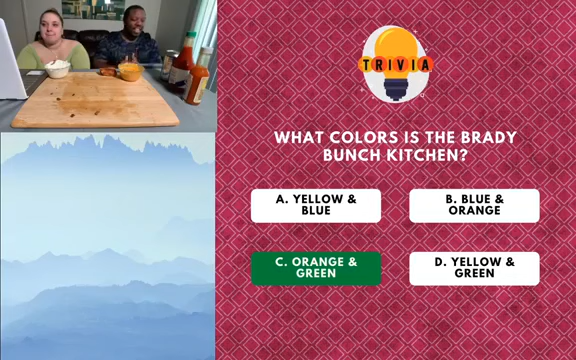 TRIVIA
WHAT COLORS IS THE BRADY
BUNCH KITCHEN?
A. YELLOW &
BLUE
B. BLUE &
ORANGE
C. ORANGE &
GREEN
D. YELLOW &
GREEN